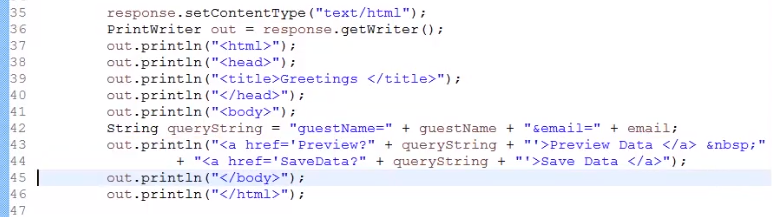 35 response.setContentType("text/html");
36 PrintWriter out = response.getWriter();
37 out.println("<html>");
38 out.println("<head>");
39 out.println("<title>Greetings </title>");
40 out.println("</head>");
41 out.println("<body>");
42 String queryString = "guestName=" + guestName + "&email=" + email;
43 out.println("<a href='Preview?" + queryString + "'>Preview Data </a> &nbsp;"
44 + "<a href='SaveData?" + queryString + "'>Save Data </a>");
45 out.println("</body>");
46 out.println("</html>");
47